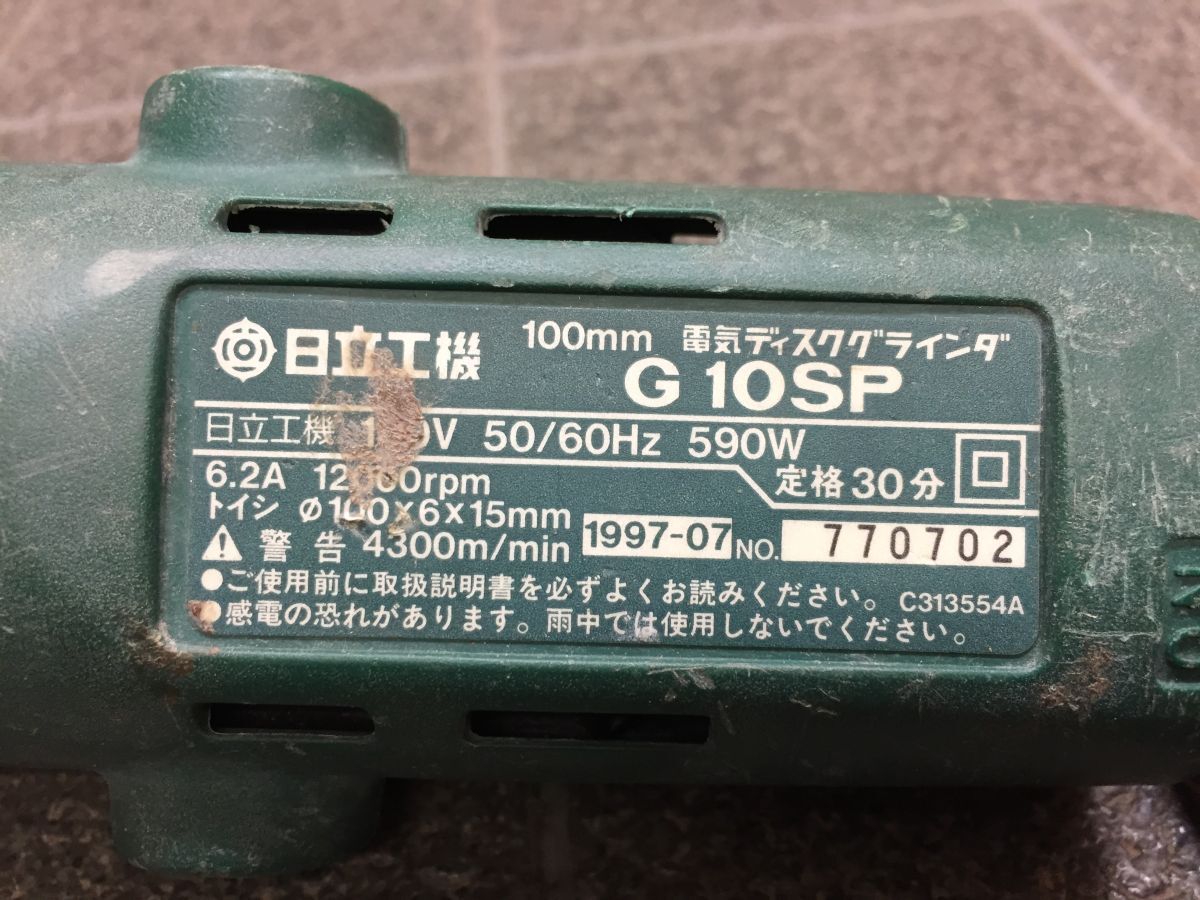 日立工機 100mm 電気ディスクグラインダ
G 10SP
日立工機 50/60Hz 590W
6.2A
定格30分
トイシ φ100×6×15mm
警告 4300m/min 1997-07 NO. 770702
●ご使用前に取扱説明書を必ずよくお読みください。 C313554A
●感電の恐れがあります。雨中では使用しないでください。